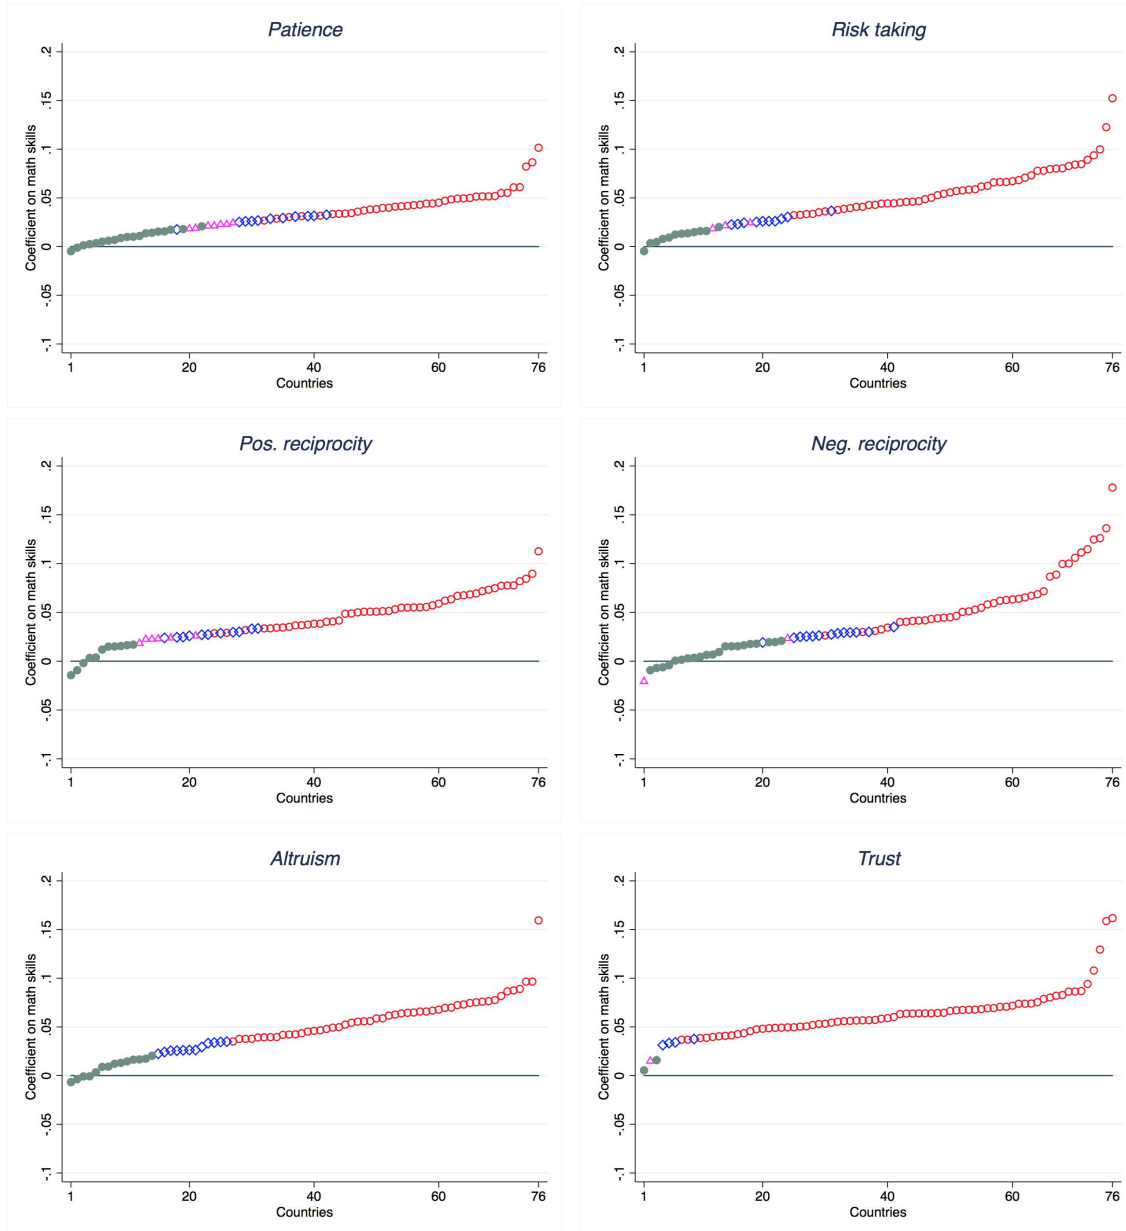 Patience
Coefficient on math skills
.2
.15
.1
.05
0
-.05
-.1
1 20 40 60 76
Countries
Risk taking
Coefficient on math skills
.2
.15
.1
.05
0
-.05
-.1
1 20 40 60 76
Countries
Pos. reciprocity
Coefficient on math skills
.2
.15
.1
.05
0
-.05
-.1
1 20 40 60 76
Countries
Neg. reciprocity
Coefficient on math skills
.2
.15
.1
.05
0
-.05
-.1
1 20 40 60 76
Countries
Altruism
Coefficient on math skills
.2
.15
.1
.05
0
-.05
-.1
1 20 40 60 76
Countries
Trust
Coefficient on math skills
.2
.15
.1
.05
0
-.05
-.1
1 20 40 60 76
Countries